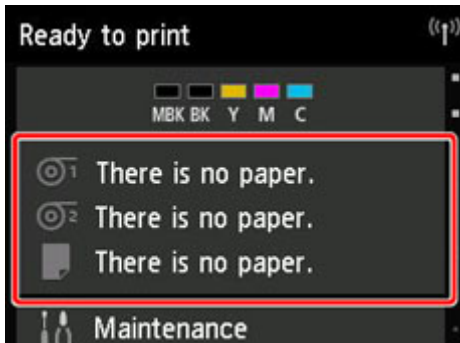 Ready to print
MBK BK Y M C
1 There is no paper.
2 There is no paper.
There is no paper.
Maintenance